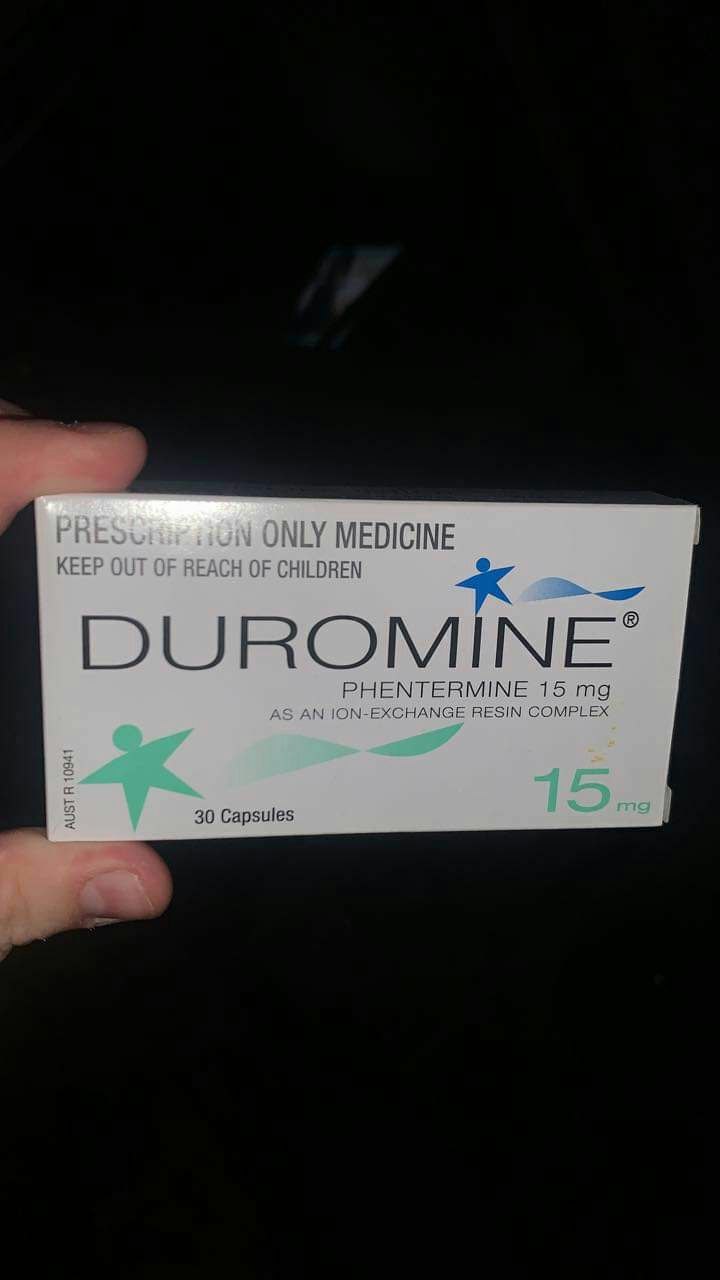 PRESCRIPTION ONLY MEDICINE
KEEP OUT OF REACH OF CHILDREN
DUROMINE®
PHENTERMINE 15 mg
AS AN ION-EXCHANGE RESIN COMPLEX
AUST R 10941
30 Capsules
15 mg